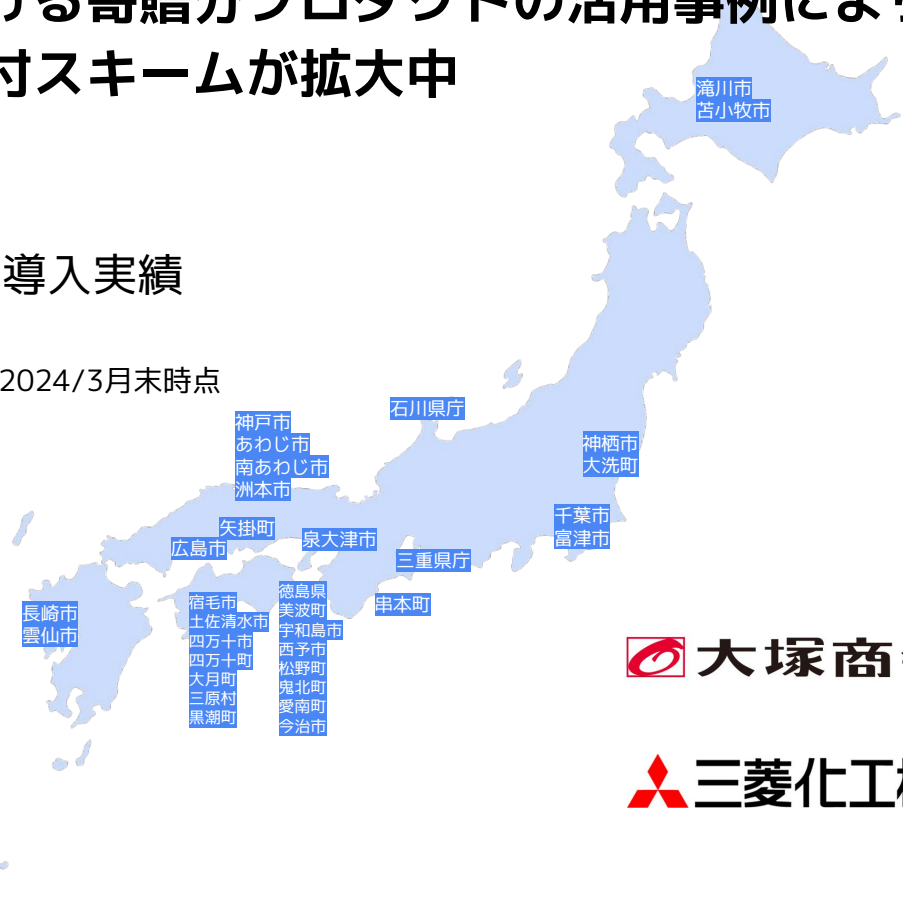 ける寄贈分プロダクトの活用事例によ
付スキームが拡大中
滝川市
苫小牧市
導入実績
2024/3月末時点
石川県庁
神戸市
あわじ市
南あわじ市
洲本市
神栖市
大洗町
矢掛町
広島市
泉大津市
千葉市
富津市
三重県庁
串本町
長崎市
雲仙市
宿毛市
土佐清水市
四万十市
四万十町
大月町
三原村
黒潮町
徳島県
美波町
宇和島市
西予市
松野町
鬼北町
愛南町
今治市
大塚商
三菱化工